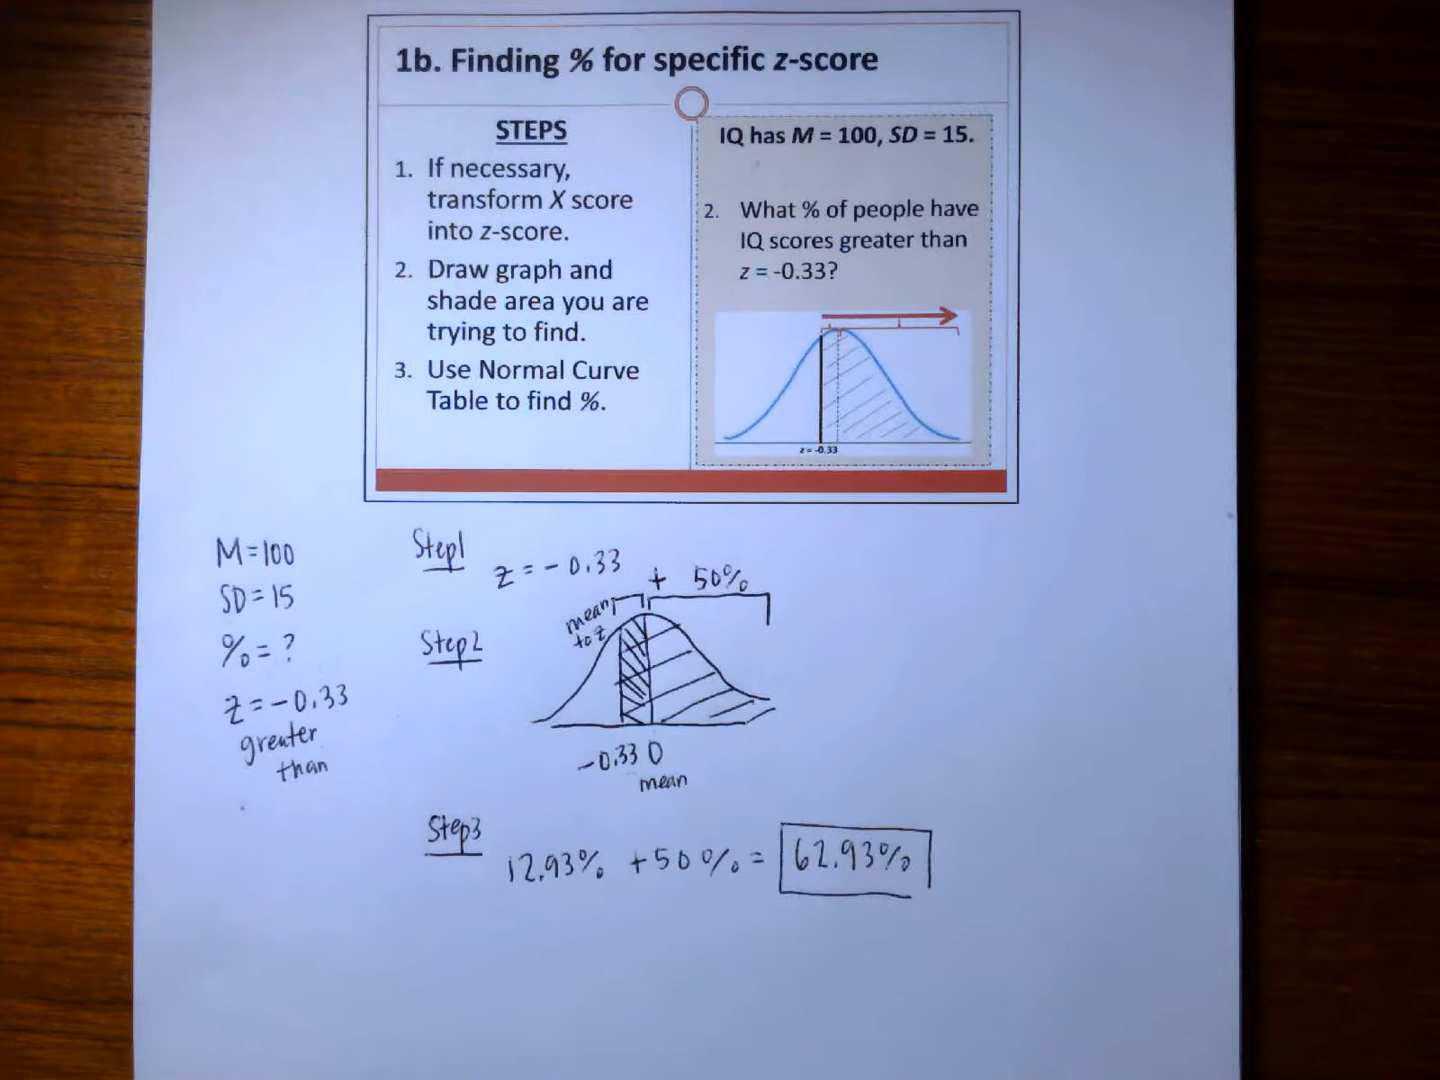 1b. Finding % for specific z-score
STEPS
1. If necessary,
transform X score
into z-score.
2. Draw graph and
shade area you are
trying to find.
3. Use Normal Curve
Table to find %.
IQ has M = 100, SD = 15.
2. What % of people have
IQ scores greater than
z = -0.33?
z = -0.33
M=100
SD=15
%=?
z=-0.33
greater
than
Step1
z=-0.33
Step2
mean
to z
+ 50%
-0.33 0
mean
Step3
12.93% +50%= 62.93%